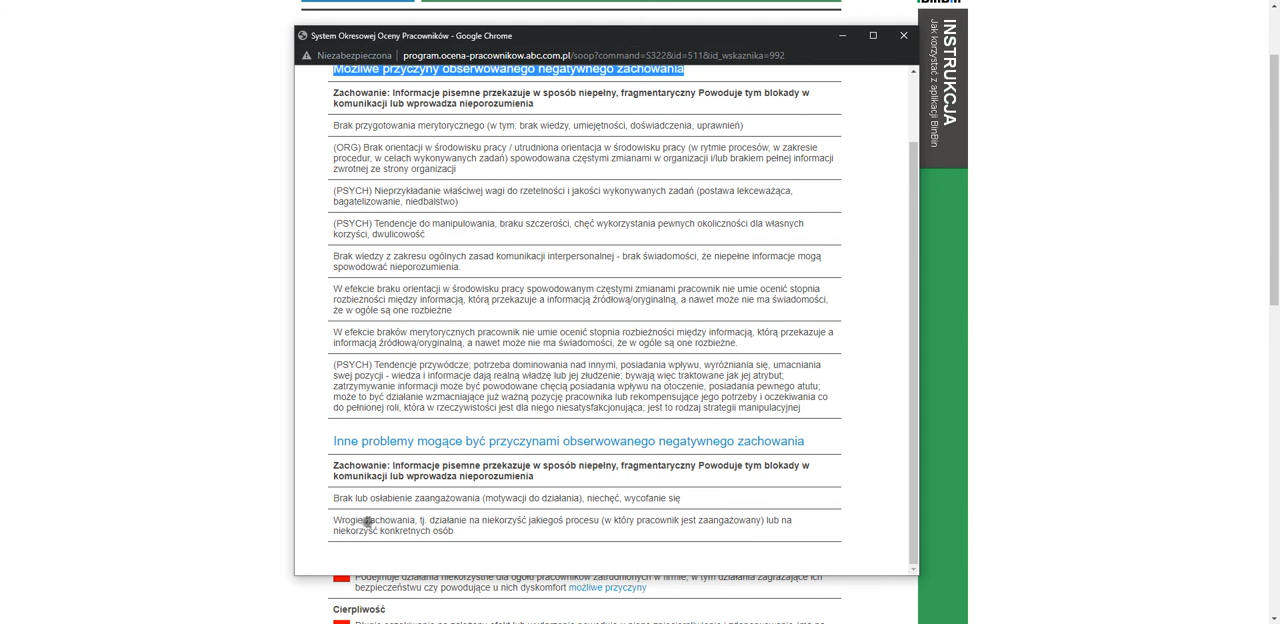 System Okresowej Oceny Pracowników - Google Chrome
Niezabezpieczona | program.ocena-pracownikow.abc.com.pl/soop?command=5322&id=511&id_wskaznika=992
Możliwe przyczyny obserwowanego negatywnego zachowania
Zachowanie: Informacje pisemne przekazuje w sposób niepełny, fragmentaryczny Powoduje tym blokady w
komunikacji lub wprowadza nieporozumienia
Brak przygotowania merytorycznego (w tym: brak wiedzy, umiejętności, doświadczenia, uprawnień)
(ORG) Brak orientacji w środowisku pracy / utrudniona orientacja w środowisku pracy (w rytmie procesów, w zakresie
procedur, w celach wykonywanych zadań) spowodowana częstymi zmianami w organizacji i/lub brakiem pełnej informacji
zwrotnej ze strony organizacji
(PSYCH) Nieprzykładanie właściwej wagi do rzetelności i jakości wykonywanych zadań (postawa lekceważąca,
bagatelizowanie, niedbalstwo)
(PSYCH) Tendencje do manipulowania, braku szczerości, chęć wykorzystania pewnych okoliczności dla własnych
korzyści, dwulicowość
Brak wiedzy z zakresu ogólnych zasad komunikacji interpersonalnej - brak świadomości, że niepełne informacje mogą
spowodować nieporozumienia.
W efekcie braku orientacji w środowisku pracy spowodowanym częstymi zmianami pracownik nie umie ocenić stopnia
rozbieżności między informacją, którą przekazuje a informacją źródłową/oryginalną, a nawet może nie ma świadomości,
że w ogóle są one rozbieżne
W efekcie braków merytorycznych pracownik nie umie ocenić stopnia rozbieżności między informacją, którą przekazuje a
informacją źródłową/oryginalną, a nawet może nie ma świadomości, że w ogóle są one rozbieżne.
(PSYCH) Tendencje przywódcze; potrzeba dominowania nad innymi, posiadania wpływu, wyróżniania się, umacniania
swej pozycji - wiedza i informacje dają realną władzę lub jej złudzenie; bywają więc traktowane jak jej atrybut;
zatrzymywanie informacji może być powodowane chęcią posiadania wpływu na otoczenie, posiadania pewnego atutu;
może to być działanie wzmacniające już ważną pozycję pracownika lub rekompensujące jego potrzeby i oczekiwania co
do pełnionej roli, która w rzeczywistości jest dla niego niesatysfakcjonująca; jest to rodzaj strategii manipulacyjnej
Inne problemy mogące być przyczynami obserwowanego negatywnego zachowania
Zachowanie: Informacje pisemne przekazuje w sposób niepełny, fragmentaryczny Powoduje tym blokady w
komunikacji lub wprowadza nieporozumienia
Brak lub osłabienie zaangażowania (motywacji do działania), niechęć, wycofanie się
Wrogie zachowania, tj. działanie na niekorzyść jakiegoś procesu (w który pracownik jest zaangażowany) lub na
niekorzyść konkretnych osób
Podejmuje działania niekorzystne dla ogółu pracowników zatrudnionych w firmie, w tym działania zagrażające ich
bezpieczeństwu czy powodujące u nich dyskomfort możliwe przyczyny
Cierpliwość
INSTRUKCJA
Jak korzystać z aplikacji BinBin